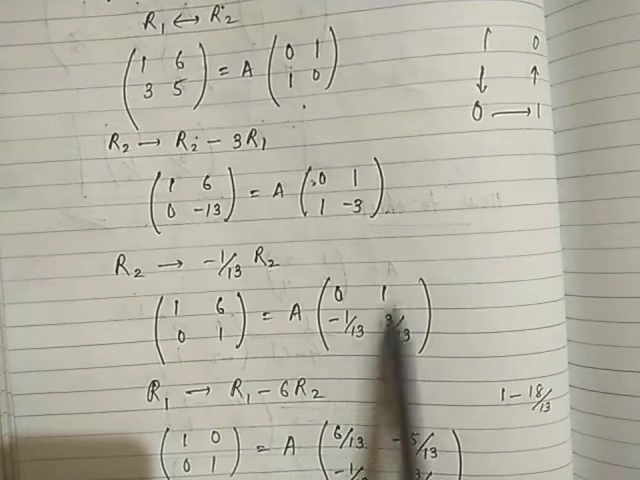 R₁ ↔ R₂
(1 6 = A (0 1
3 5) 1 0)
1 0
↓ ↑
0 → 1
R₂ → R₂ − 3R₁
(1 6 = A (0 1
0 −13) 1 −3)
R₂ → −1/13 R₂
(1 6 = A (0 1
0 1) −1/13
R₁ → R₁ − 6R₂
1 − 18/13
(1 0 = A (6/13 −5/13
0 1)